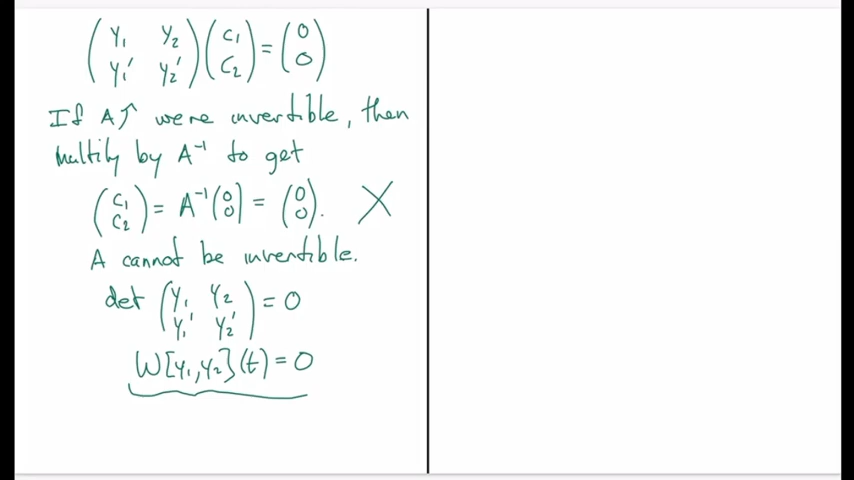 (y₁ y₂; y₁′ y₂′)(c₁; c₂) = (0; 0)
If A↑ were invertible, then
multily by A⁻¹ to get
(c₁; c₂) = A⁻¹(0; 0) = (0; 0). X
A cannot be invertible.
det (y₁ y₂; y₁′ y₂′) = 0
W[y₁,y₂](t) = 0